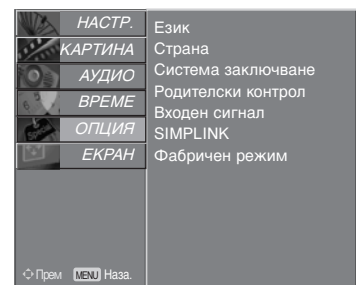 НАСТР.
КАРТИНА
АУДИО
ВРЕМЕ
ОПЦИЯ
ЕКРАН
Език
Страна
Система заключване
Родителски контрол
Входен сигнал
SIMPLINK
Фабричен режим
Прем MENU Наза.